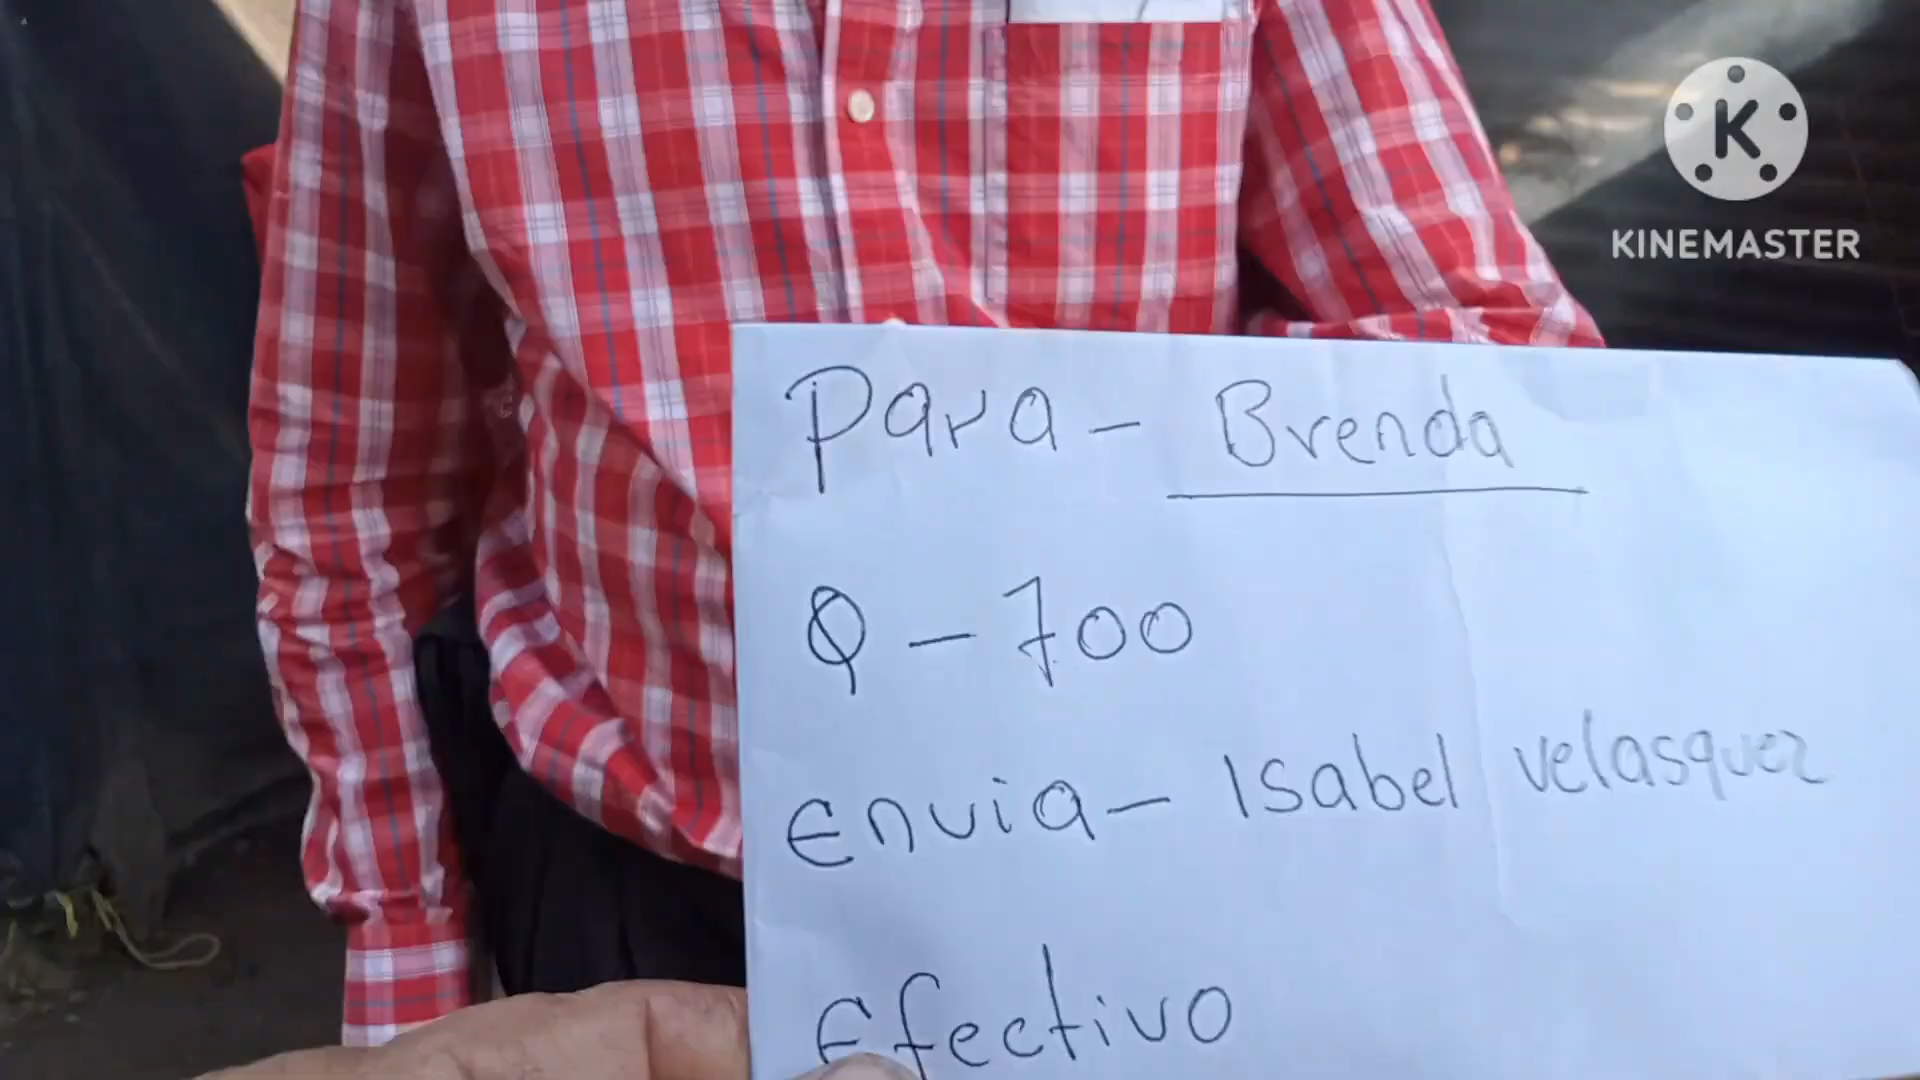 K
KINEMASTER
Para - Brenda
Q - 700
Envia - Isabel velasquez
Efectivo